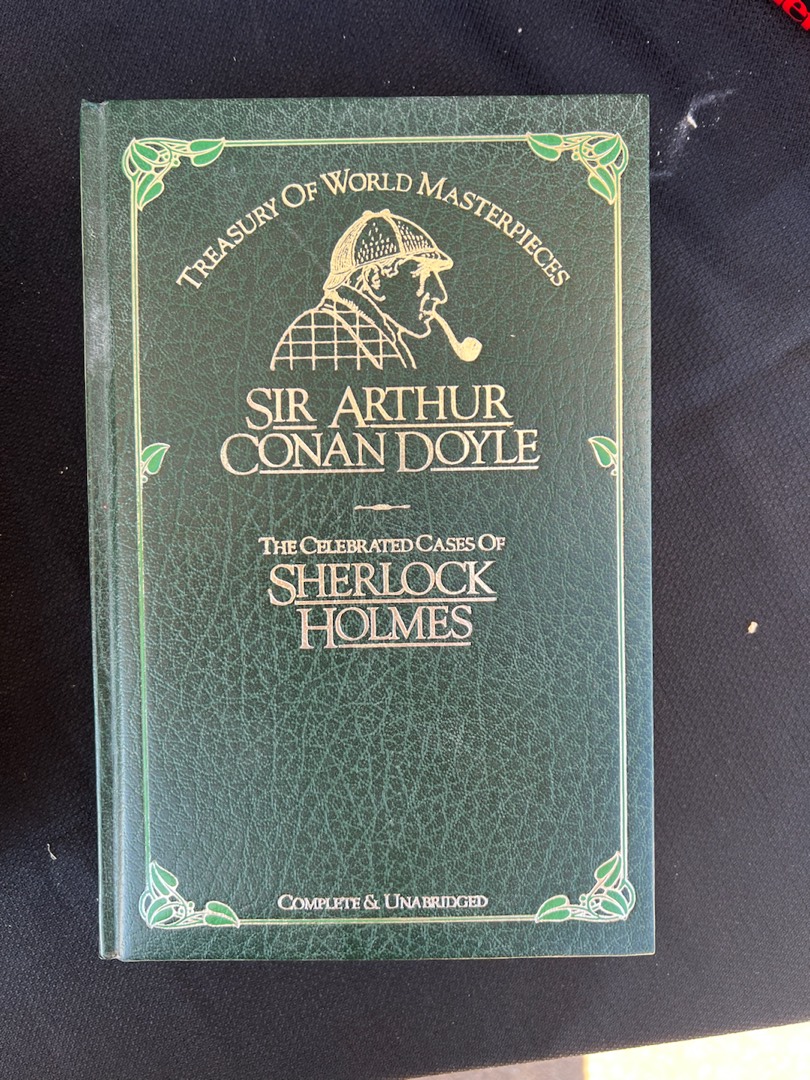 TREASURY OF WORLD MASTERPIECES
SIR ARTHUR
CONAN DOYLE
THE CELEBRATED CASES OF
SHERLOCK
HOLMES
COMPLETE & UNABRIDGED